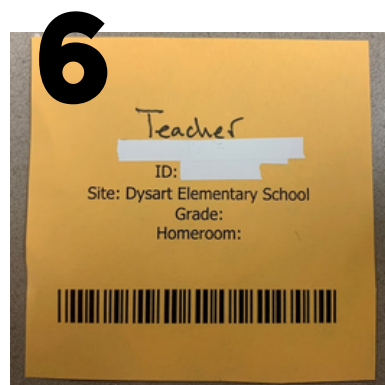 6
Teacher
ID:
Site: Dysart Elementary School
Grade:
Homeroom: